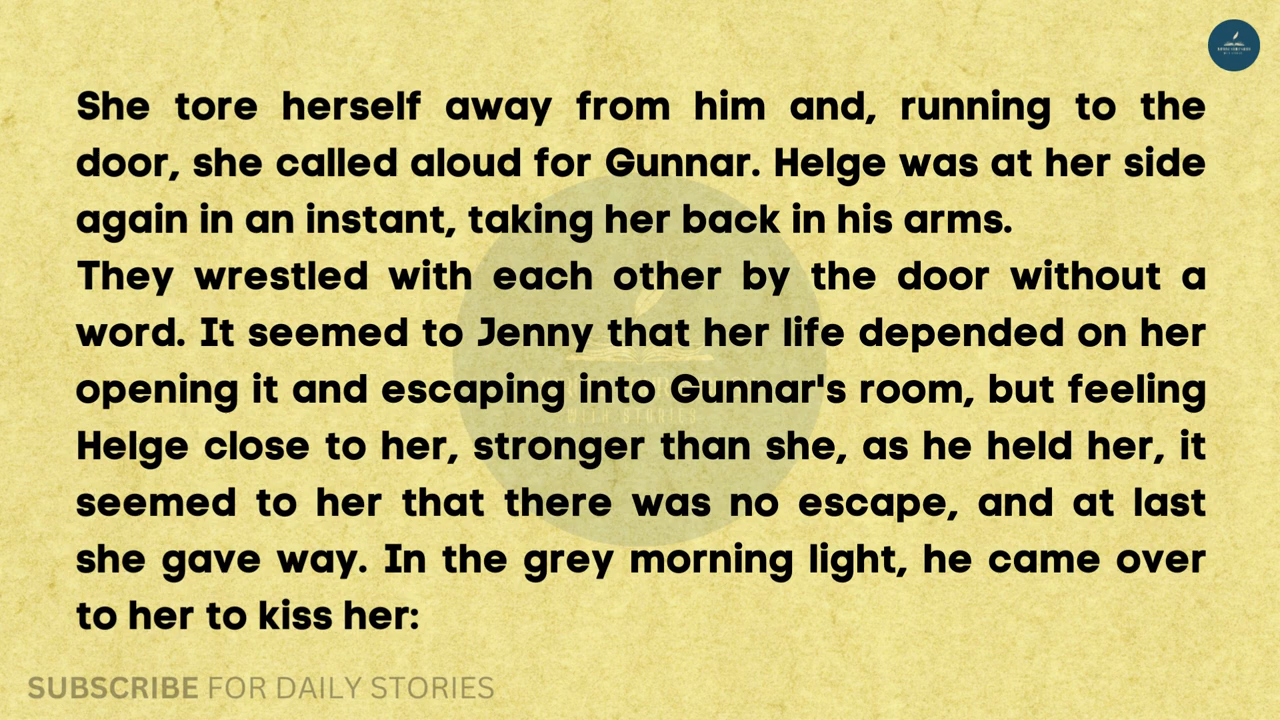 She tore herself away from him and, running to the
door, she called aloud for Gunnar. Helge was at her side
again in an instant, taking her back in his arms.
They wrestled with each other by the door without a
word. It seemed to Jenny that her life depended on her
opening it and escaping into Gunnar's room, but feeling
Helge close to her, stronger than she, as he held her, it
seemed to her that there was no escape, and at last
she gave way. In the grey morning light, he came over
to her to kiss her:
SUBSCRIBE FOR DAILY STORIES